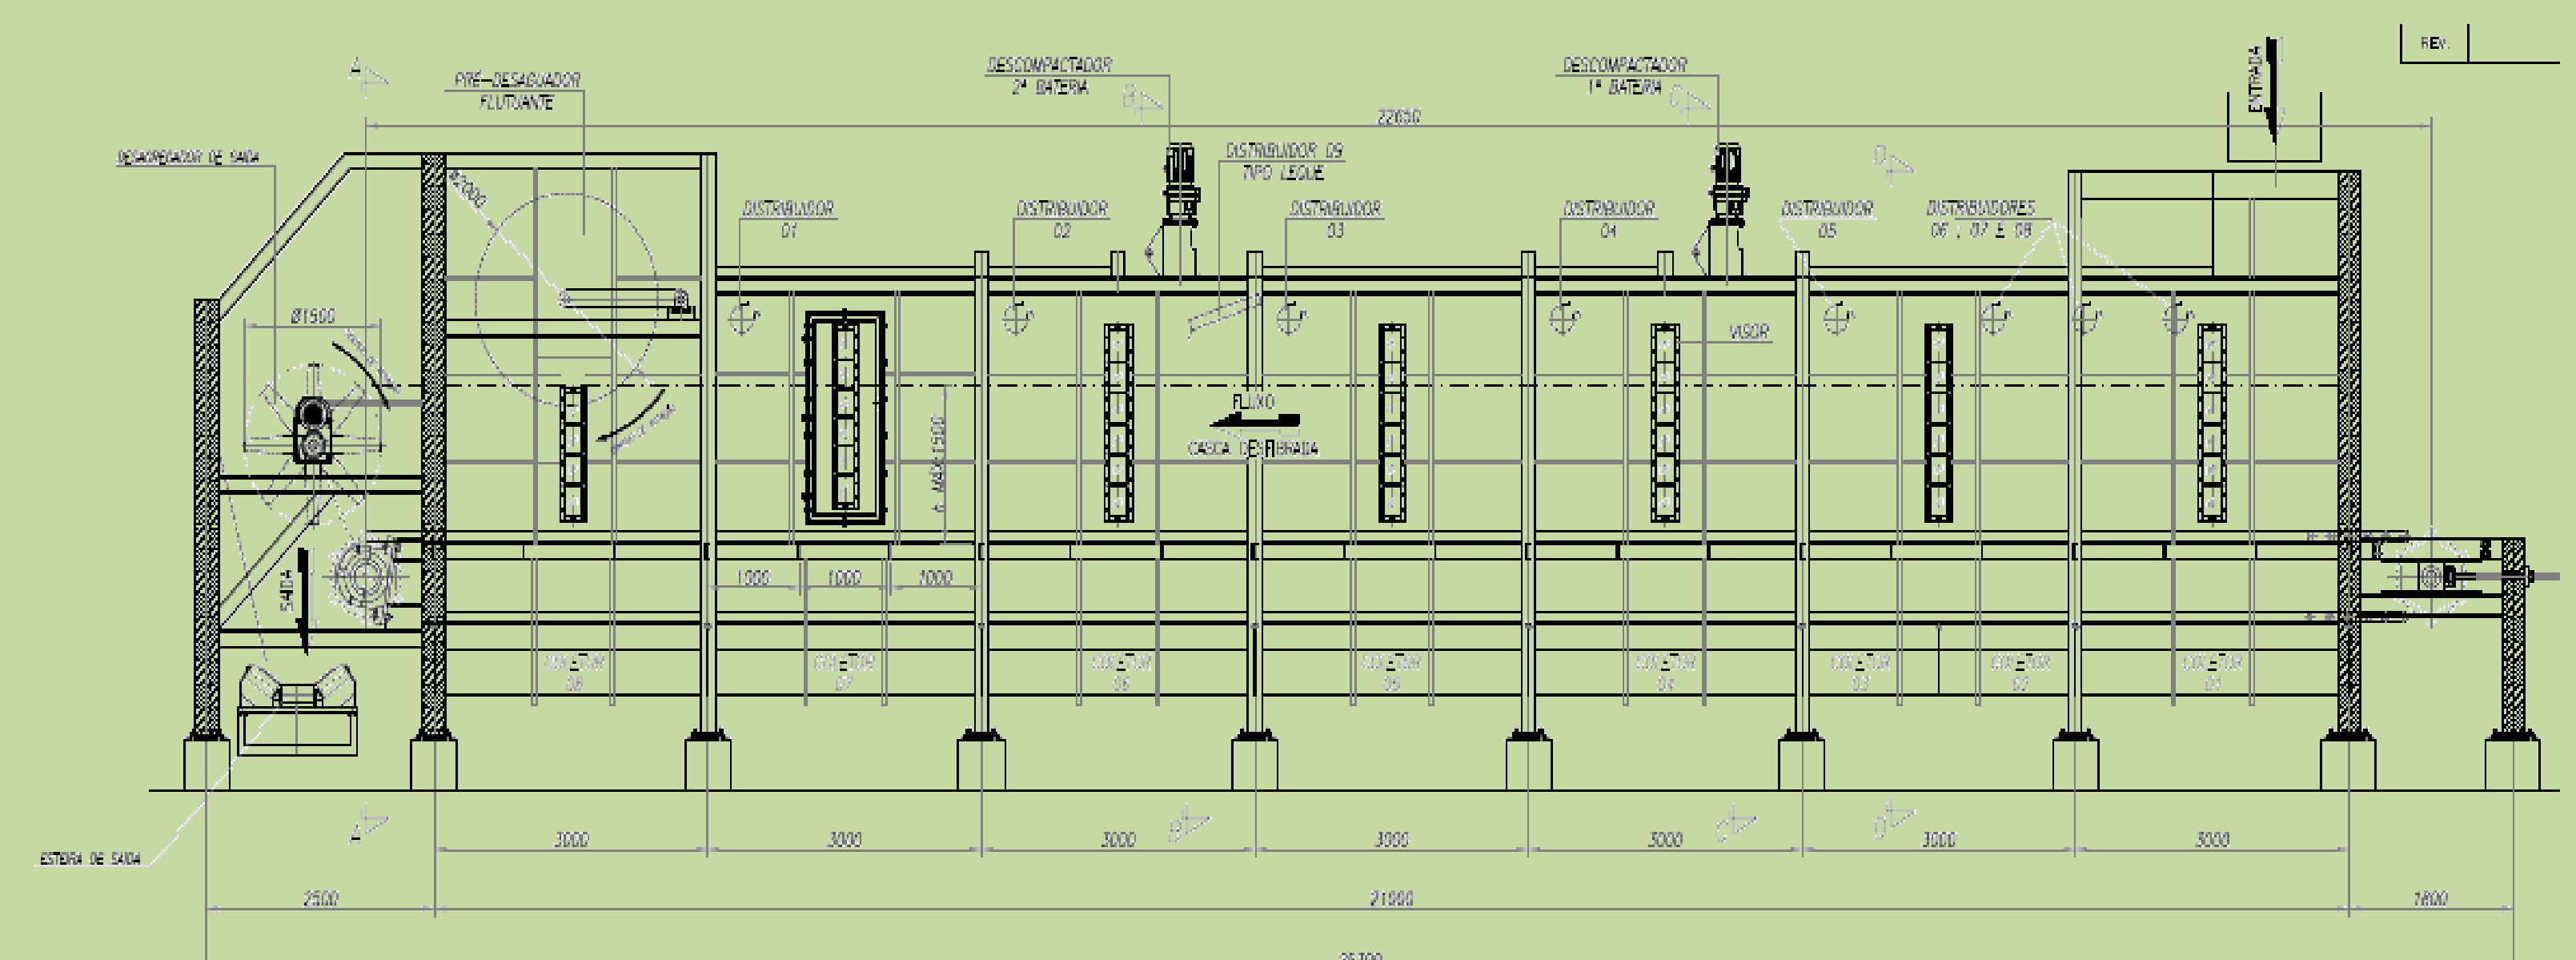 REV.
ENTRADA
A
PRÉ-DESAGUADOR
FLUTUANTE
DESCOMPACTADOR
2ª BATERIA
B
DESCOMPACTADOR
1ª BATERIA
C
22650
DESAGREGADOR DE SAÍDA
DISTRIBUIDOR 09
TIPO LEQUE
D
DISTRIBUIDOR
01
DISTRIBUIDOR
02
DISTRIBUIDOR
03
DISTRIBUIDOR
04
DISTRIBUIDOR
05
DISTRIBUIDORES
06 ; 07 E 08
Ø1500
VISOR
FLUXO
CASCA DESFIBRADA
h MÁX.1500
SAÍDA
1000
1000
1000
COLETOR
08
COLETOR
07
COLETOR
06
COLETOR
05
COLETOR
04
COLETOR
03
COLETOR
02
COLETOR
01
A
B
C
D
ESTEIRA DE SAÍDA
3000
3000
3000
3000
3000
3000
3000
2500
21000
1800